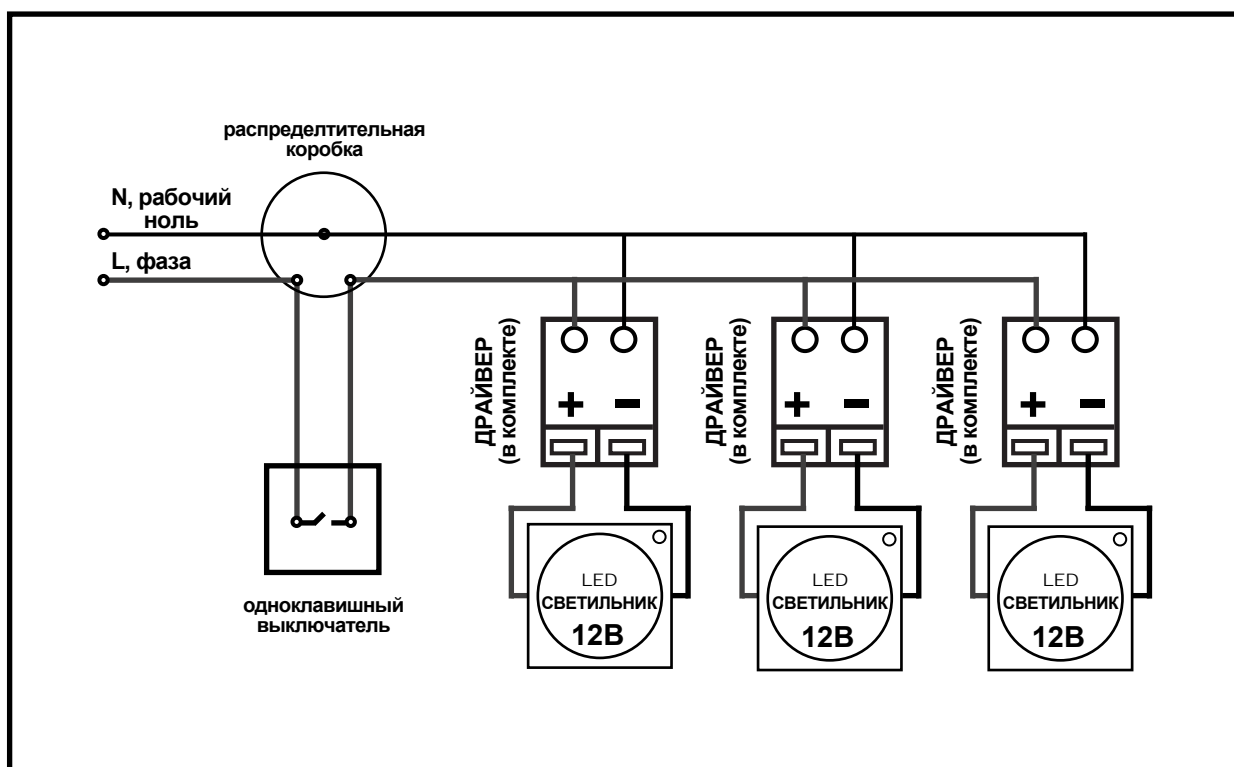 распределтительная
коробка
N, рабочий
ноль
L, фаза
ДРАЙВЕР
(в комплекте)
+ −
ДРАЙВЕР
(в комплекте)
+ −
ДРАЙВЕР
(в комплекте)
+ −
одноклавишный
выключатель
LED
СВЕТИЛЬНИК
12В
LED
СВЕТИЛЬНИК
12В
LED
СВЕТИЛЬНИК
12В